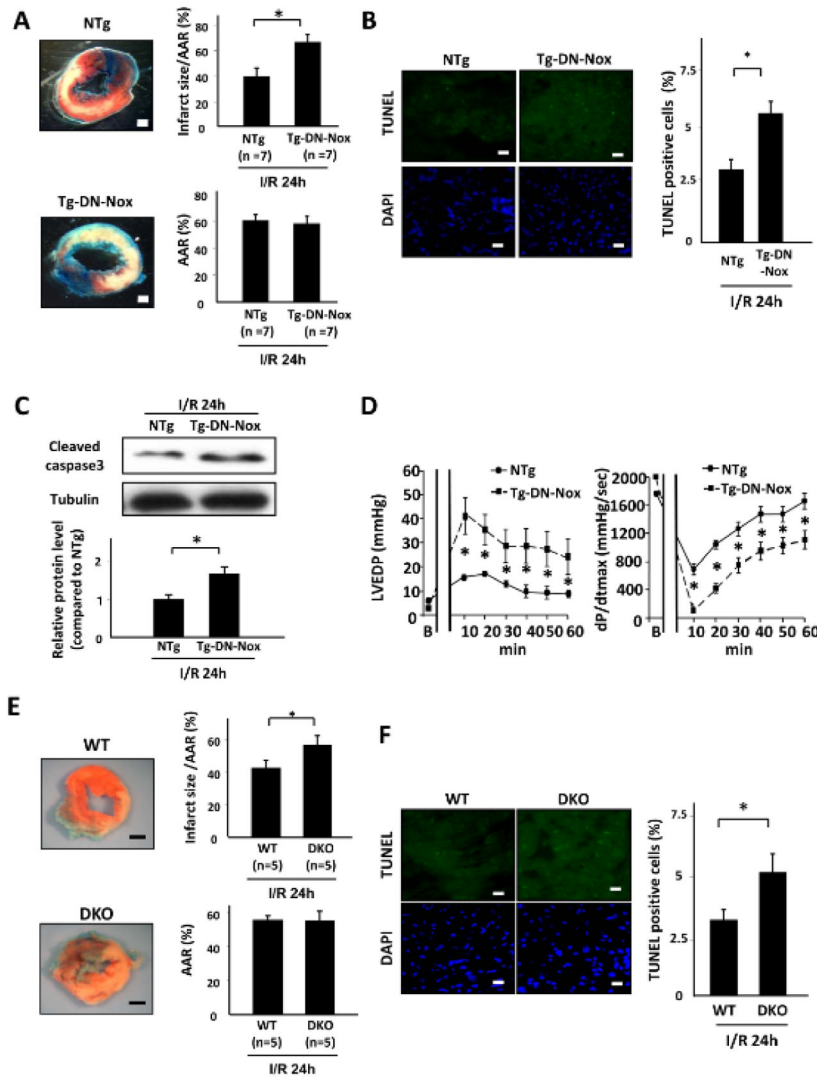 A
NTg
Infarct size/AAR (%)
80
60
40
20
0
*
NTg
(n =7)
Tg-DN-Nox
(n =7)
I/R 24h
Tg-DN-Nox
AAR (%)
80
60
40
20
0
NTg
(n =7)
Tg-DN-Nox
(n =7)
I/R 24h
B
NTg
Tg-DN-Nox
TUNEL
DAPI
TUNEL positive cells (%)
7.5
5
2.5
0
*
NTg
Tg-DN
-Nox
I/R 24h
C
I/R 24h
NTg Tg-DN-Nox
Cleaved
caspase3
Tubulin
Relative protein level
(compared to NTg)
2
1
0
*
NTg Tg-DN-Nox
I/R 24h
D
LVEDP (mmHg)
60
50
40
30
20
10
0
NTg
Tg-DN-Nox
* * * * * *
B 10 20 30 40 50 60
min
dP/dtmax (mmHg/sec)
2000
1600
1200
800
400
0
NTg
Tg-DN-Nox
* * * * * *
B 10 20 30 40 50 60
min
E
WT
Infarct size /AAR (%)
60
40
20
0
*
WT
(n=5)
DKO
(n=5)
I/R 24h
DKO
AAR (%)
60
40
20
0
WT
(n=5)
DKO
(n=5)
I/R 24h
F
WT
DKO
TUNEL
DAPI
TUNEL positive cells (%)
7.5
5
2.5
0
*
WT DKO
I/R 24h